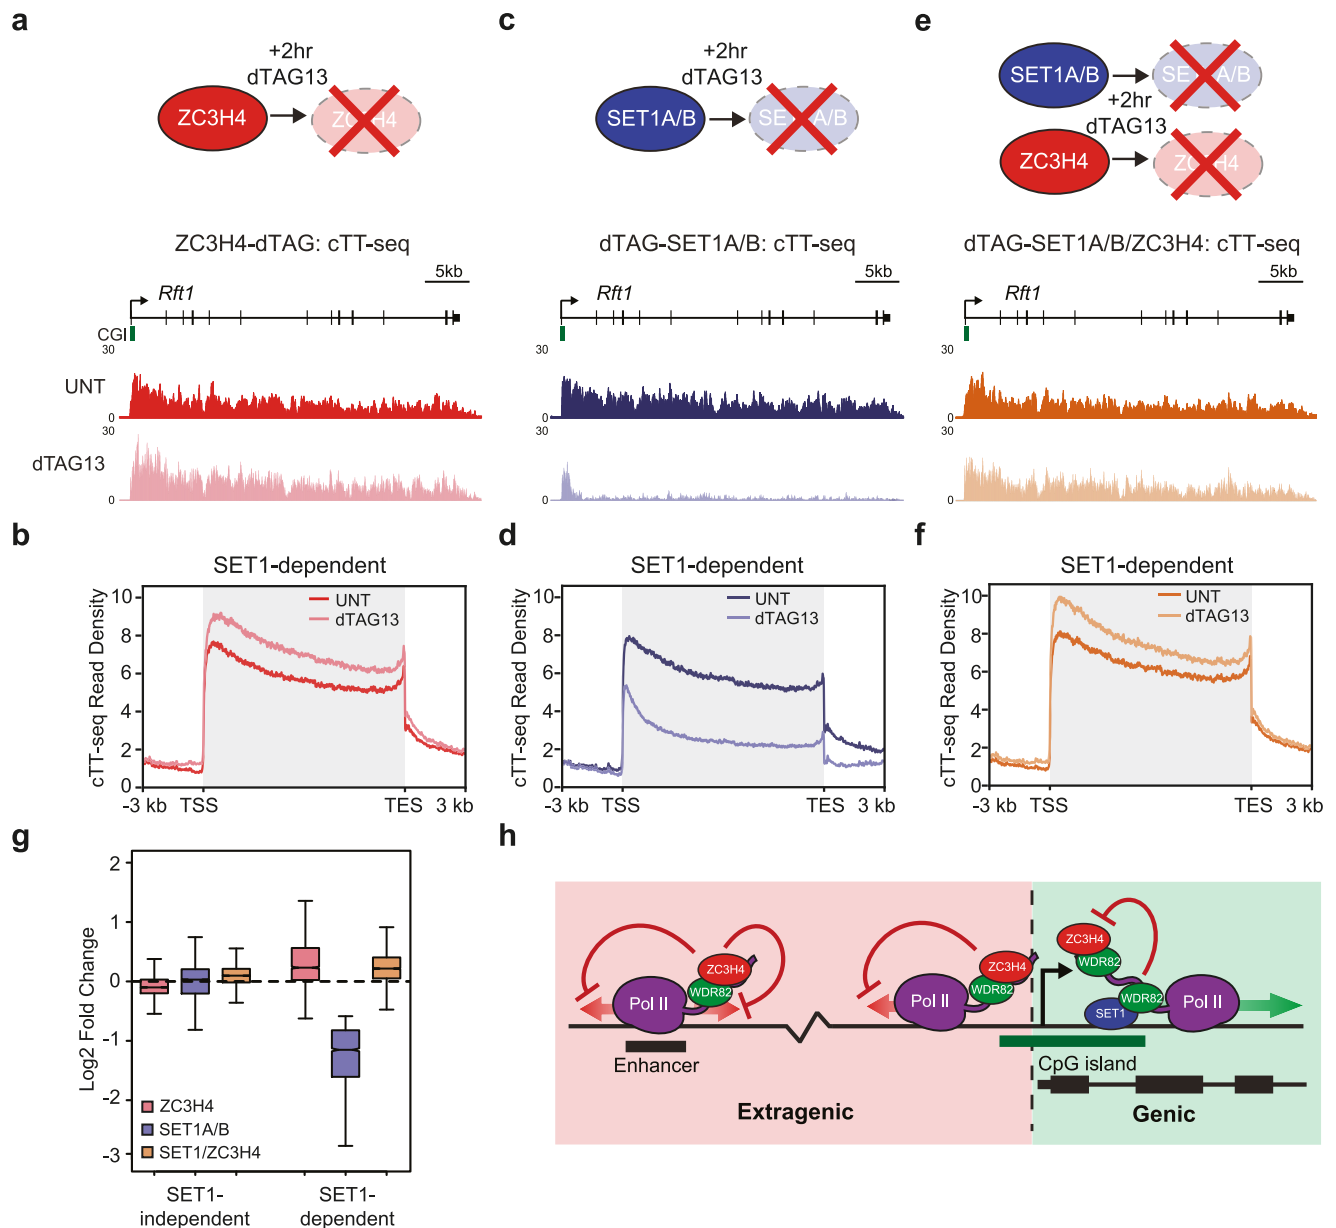 a
+2hr
dTAG13
ZC3H4
ZC3H4
ZC3H4-dTAG: cTT-seq
5kb
Rft1
CGI
30
UNT
0
30
dTAG13
0
c
+2hr
dTAG13
SET1A/B
SET1A/B
dTAG-SET1A/B: cTT-seq
5kb
Rft1
30
0
30
0
e
SET1A/B
SET1A/B
+2hr
dTAG13
ZC3H4
ZC3H4
dTAG-SET1A/B/ZC3H4: cTT-seq
5kb
Rft1
30
0
30
0
b
SET1-dependent
cTT-seq Read Density
10
8
6
4
2
0
UNT
dTAG13
-3 kb
TSS
TES
3 kb
d
SET1-dependent
cTT-seq Read Density
10
8
6
4
2
0
UNT
dTAG13
-3 kb
TSS
TES
3 kb
f
SET1-dependent
cTT-seq Read Density
10
8
6
4
2
0
UNT
dTAG13
-3 kb
TSS
TES
3 kb
g
Log2 Fold Change
2
1
0
-1
-2
-3
ZC3H4
SET1A/B
SET1/ZC3H4
SET1-
independent
SET1-
dependent
h
ZC3H4
WDR82
Pol II
Enhancer
ZC3H4
WDR82
Pol II
Extragenic
ZC3H4
WDR82
WDR82
SET1
Pol II
CpG island
Genic